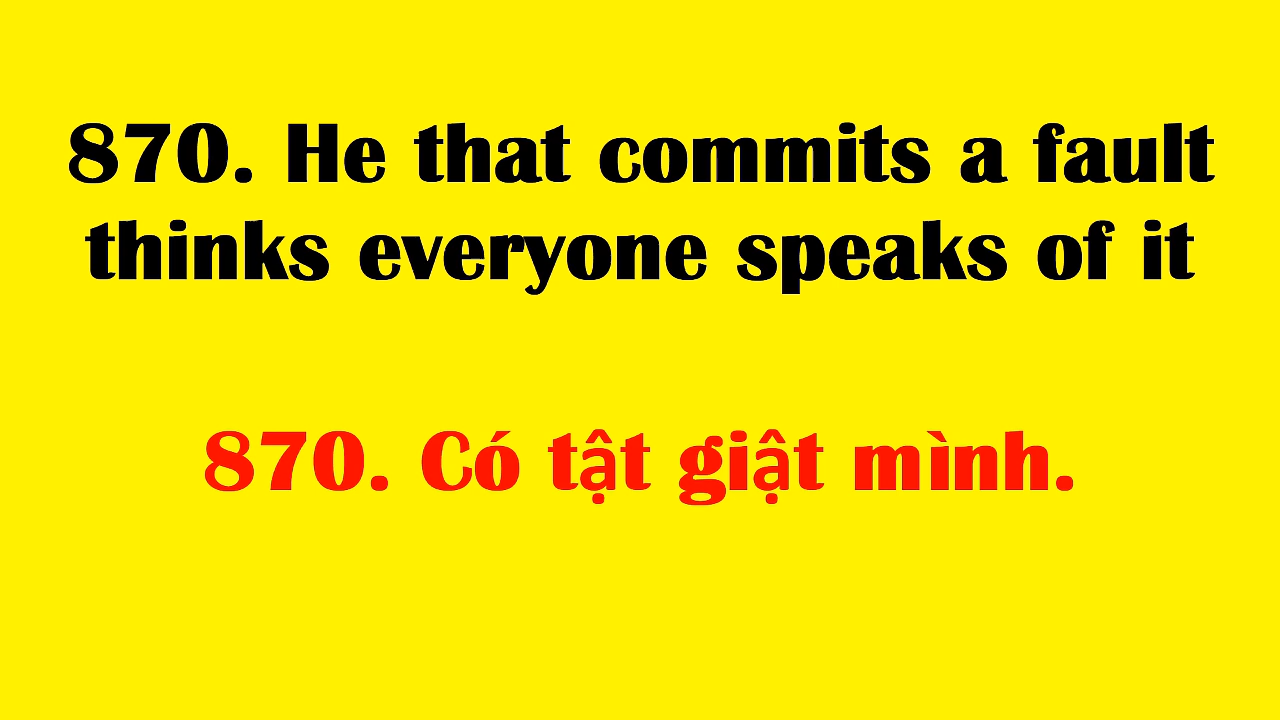 870. He that commits a fault
thinks everyone speaks of it
870. Có tật giật mình.